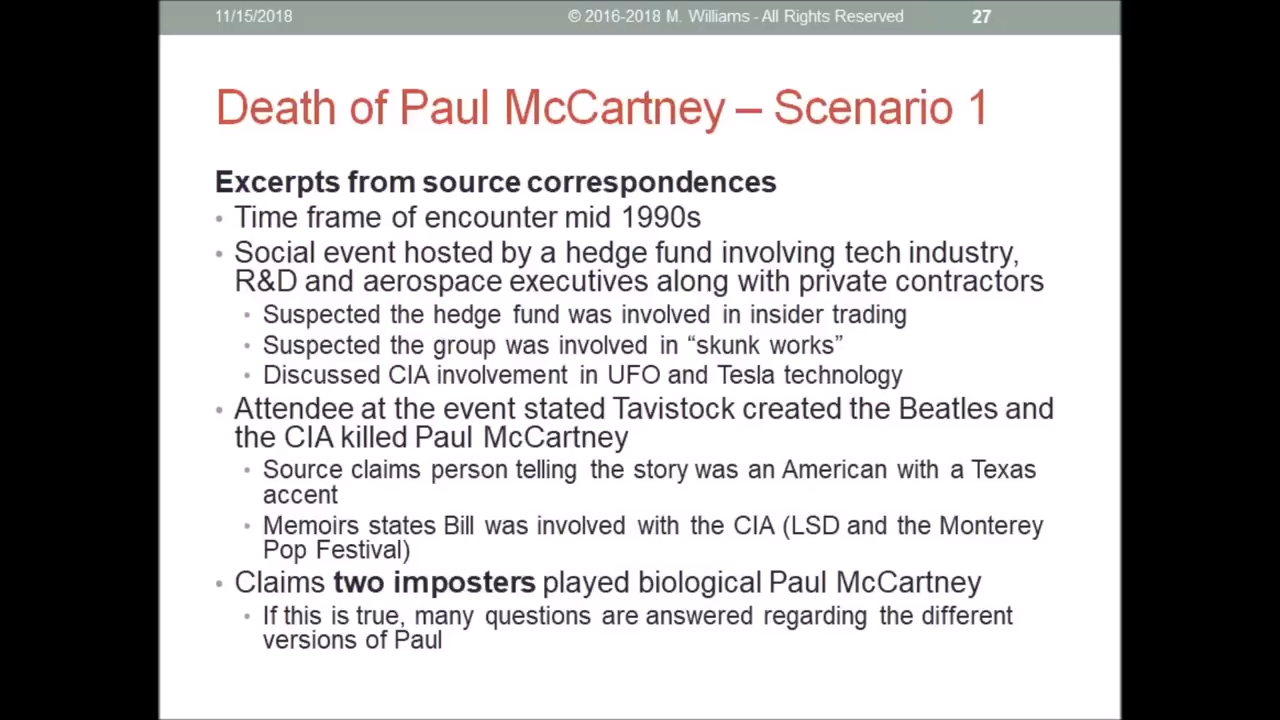 11/15/2018 © 2016-2018 M. Williams - All Rights Reserved 27
Death of Paul McCartney – Scenario 1
Excerpts from source correspondences
• Time frame of encounter mid 1990s
• Social event hosted by a hedge fund involving tech industry,
R&D and aerospace executives along with private contractors
• Suspected the hedge fund was involved in insider trading
• Suspected the group was involved in “skunk works”
• Discussed CIA involvement in UFO and Tesla technology
• Attendee at the event stated Tavistock created the Beatles and
the CIA killed Paul McCartney
• Source claims person telling the story was an American with a Texas
accent
• Memoirs states Bill was involved with the CIA (LSD and the Monterey
Pop Festival)
• Claims two imposters played biological Paul McCartney
• If this is true, many questions are answered regarding the different
versions of Paul